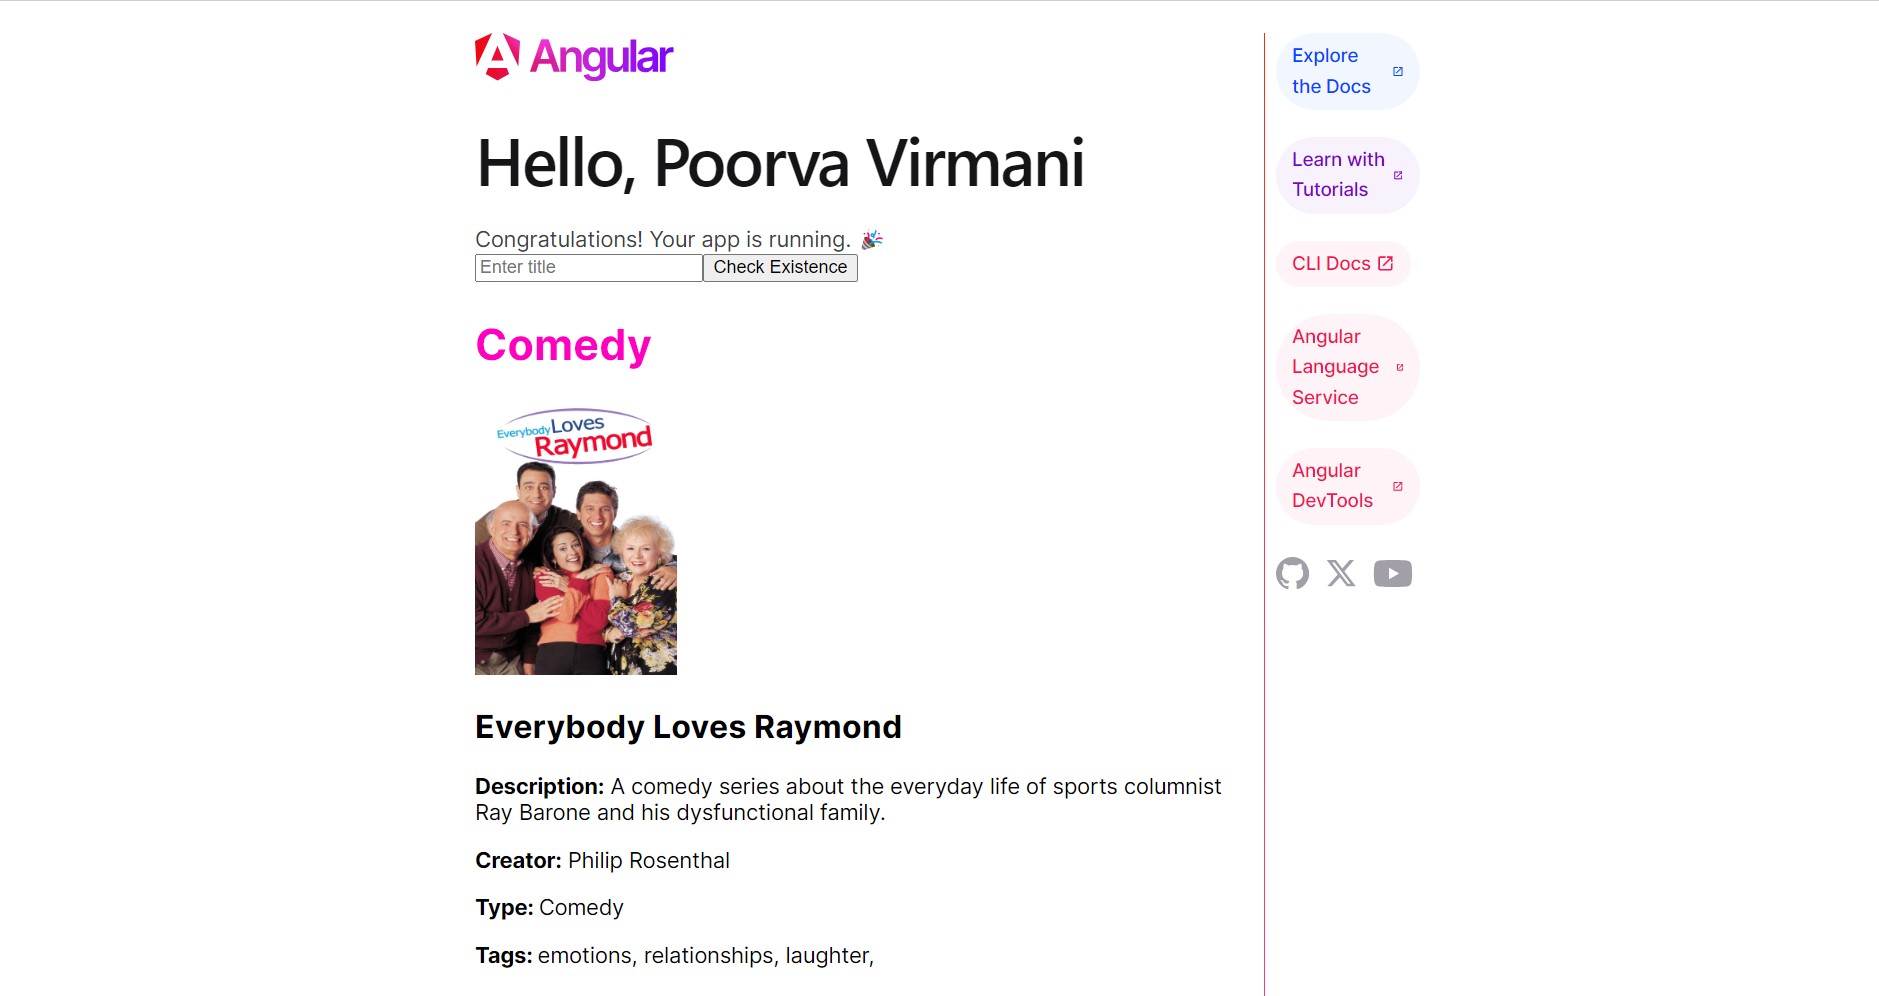 Angular
Hello, Poorva Virmani
Congratulations! Your app is running. 🎉
Enter title
Check Existence
Comedy
Everybody Loves
Raymond
Everybody Loves Raymond
Description: A comedy series about the everyday life of sports columnist
Ray Barone and his dysfunctional family.
Creator: Philip Rosenthal
Type: Comedy
Tags: emotions, relationships, laughter,
Explore
the Docs
Learn with
Tutorials
CLI Docs
Angular
Language
Service
Angular
DevTools